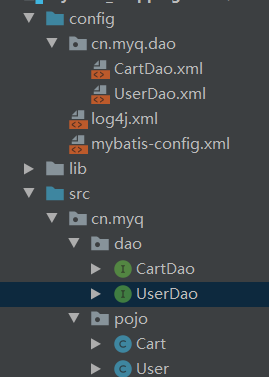 config
cn.myq.dao
CartDao.xml
UserDao.xml
log4j.xml
mybatis-config.xml
lib
src
cn.myq
dao
CartDao
UserDao
pojo
Cart
User